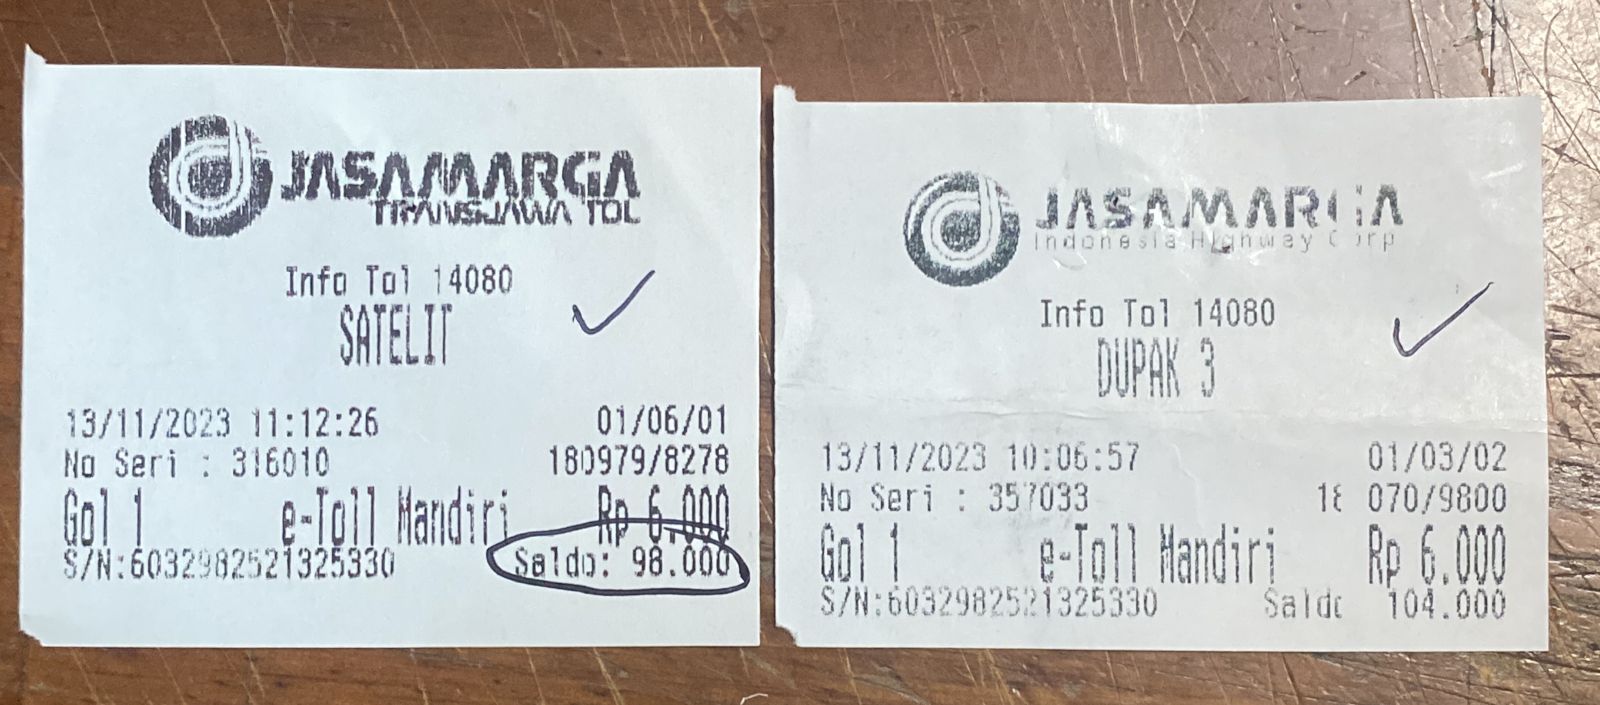 JASAMARGA
TRANSJAWA TOL
Info Tol 14080
SATELIT
13/11/2023 11:12:26 01/06/01
No Seri : 316010 180979/8278
Gol 1 e-Toll Mandiri Rp 6.000
S/N:6032982521325330 Saldo: 98.000
JASAMARGA
Indonesia Highway Corp
Info Tol 14080
DUPAK 3
13/11/2023 10:06:57 01/03/02
No Seri : 357033 070/9800
Gol 1 e-Toll Mandiri Rp 6.000
S/N:6032982521325330 Saldo 104.000